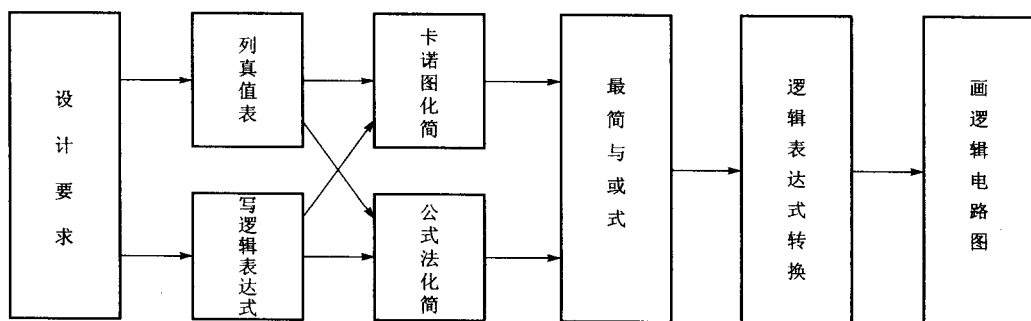 设计要求
列真值表
写逻辑表达式
卡诺图化简
公式法化简
最简与或式
逻辑表达式转换
画逻辑电路图